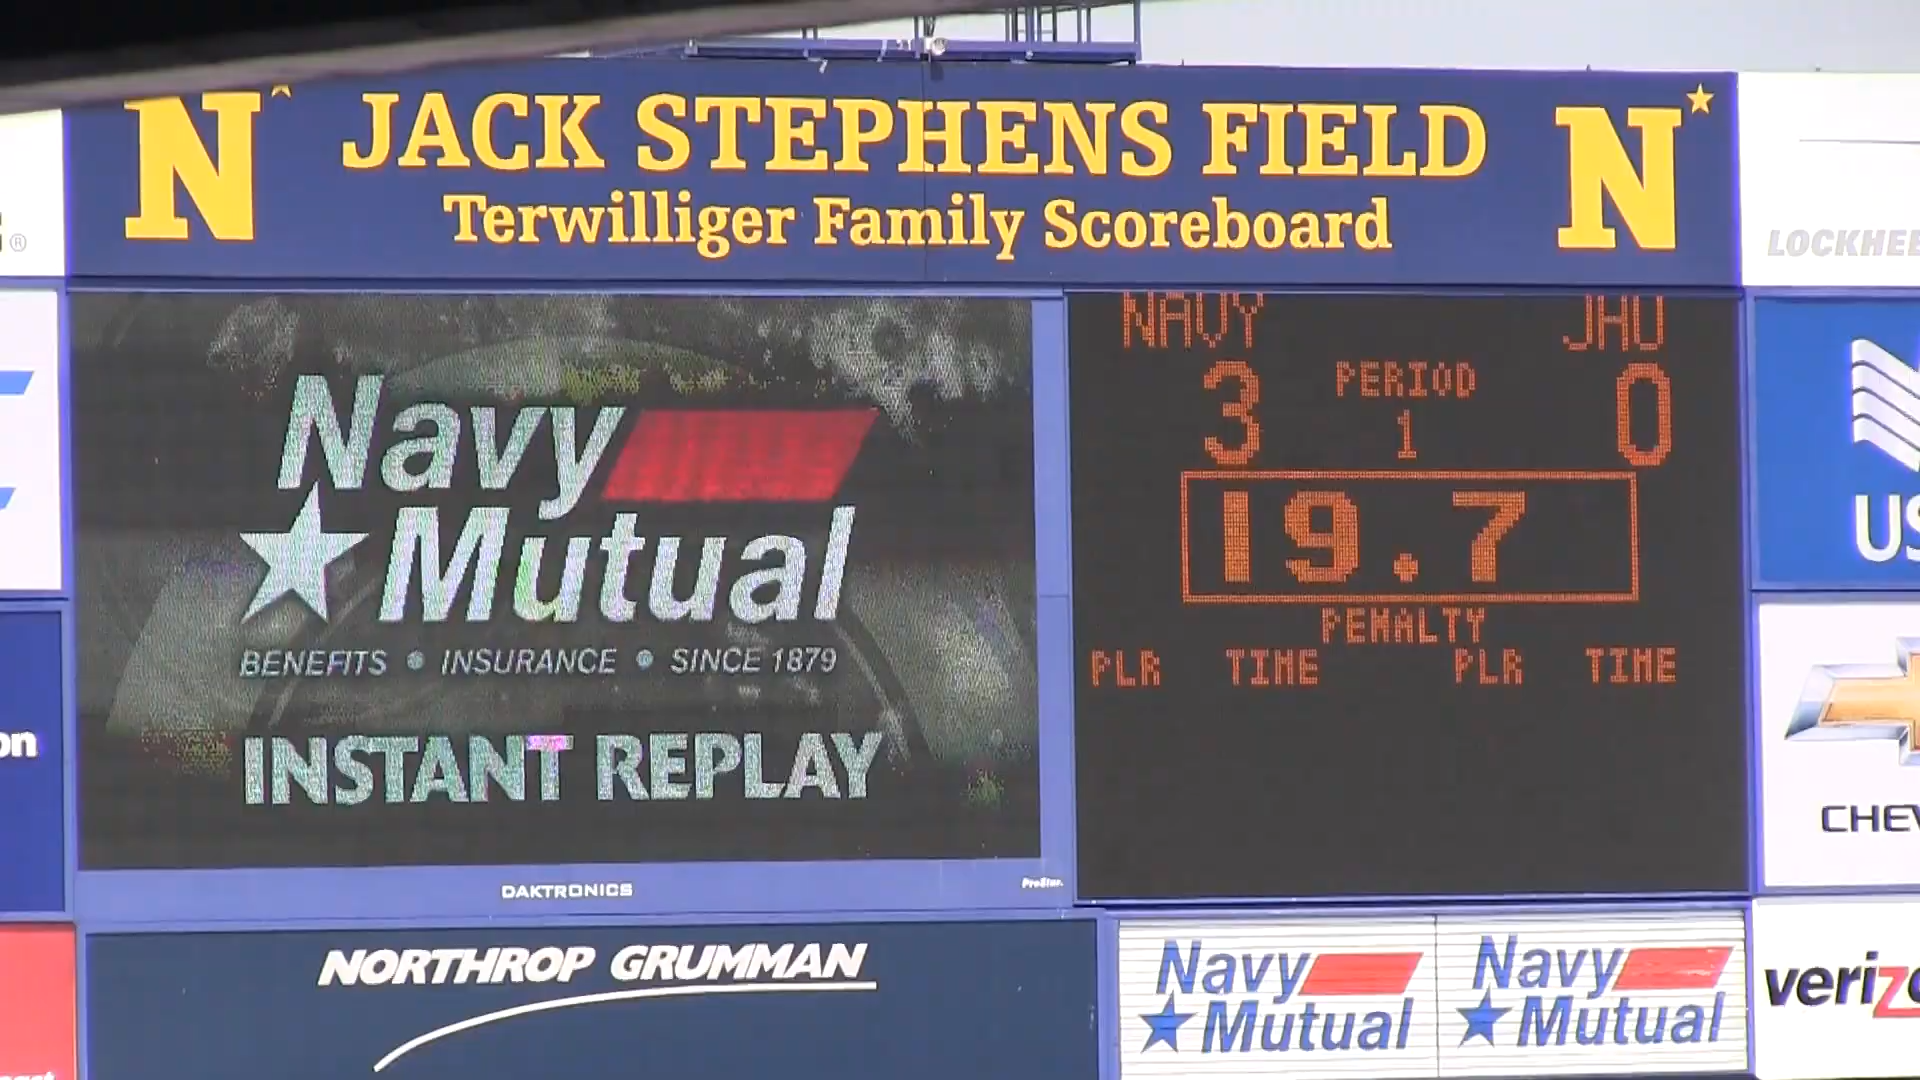 N JACK STEPHENS FIELD N
Terwilliger Family Scoreboard
®
NAVY JHU
3 PERIOD 0
1
19.7
PENALTY
PLR TIME PLR TIME
Navy
Mutual
BENEFITS • INSURANCE • SINCE 1879
INSTANT REPLAY
DAKTRONICS
ProStar.
NORTHROP GRUMMAN
Navy
Mutual
Navy
Mutual